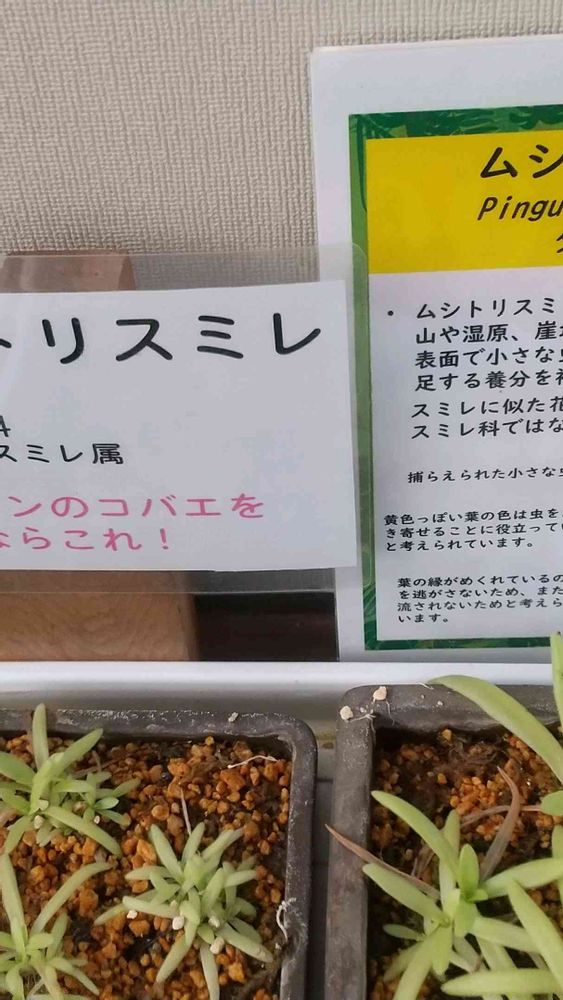 トリスミレ
スミレ属
ンのコバエを
ならこれ！
ムシ
Pingu
・ ムシトリスミ
山や湿原、崖
表面で小さな
足する養分を
スミレに似た花
スミレ科ではな
捕らえられた小さな虫
黄色っぽい葉の色は虫を
き寄せることに役立ってい
と考えられています。
葉の縁がめくれているの
を逃がさないため、また
流されないためと考えら
います。